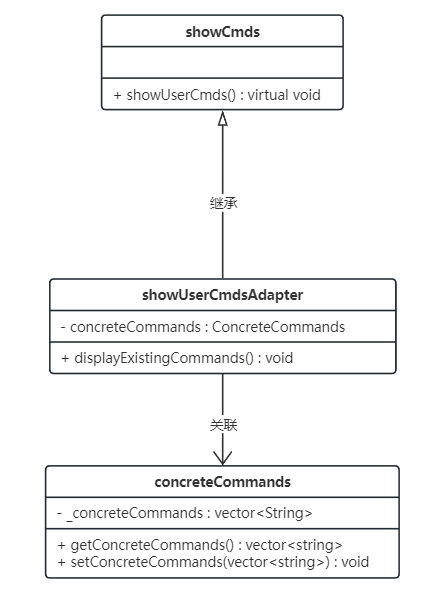 showCmds
+ showUserCmds() : virtual void
继承
showUserCmdsAdapter
- concreteCommands : ConcreteCommands
+ displayExistingCommands() : void
关联
concreteCommands
- _concreteCommands : vector<String>
+ getConcreteCommands() : vector<string>
+ setConcreteCommands(vector<string>) : void